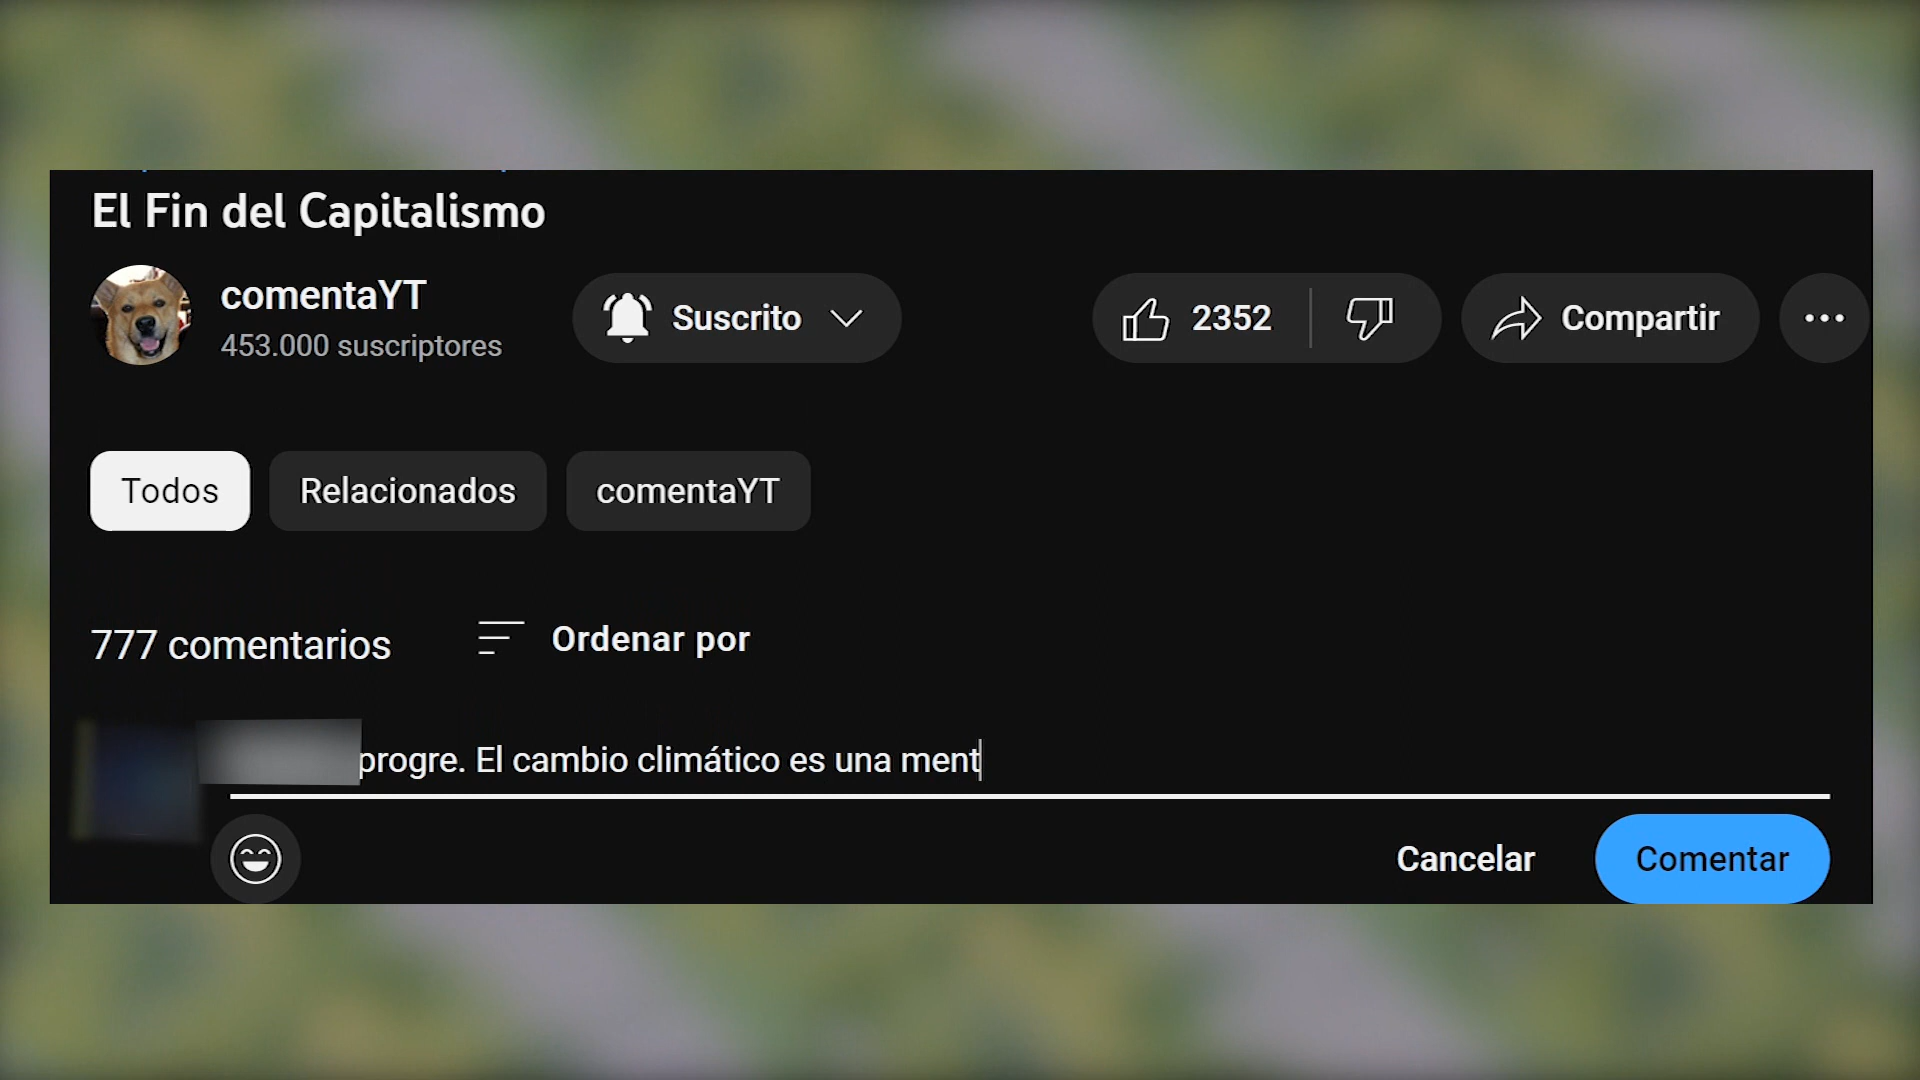 El Fin del Capitalismo
comentaYT
453.000 suscriptores
Suscrito
2352
Compartir
Todos
Relacionados
comentaYT
777 comentarios
Ordenar por
progre. El cambio climático es una ment
Cancelar
Comentar